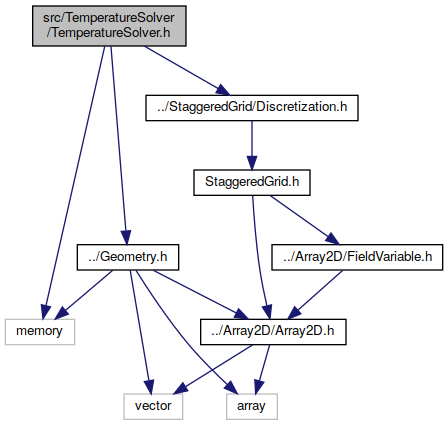 src/TemperatureSolver
/TemperatureSolver.h
../StaggeredGrid/Discretization.h
StaggeredGrid.h
../Geometry.h
../Array2D/FieldVariable.h
memory
../Array2D/Array2D.h
vector
array